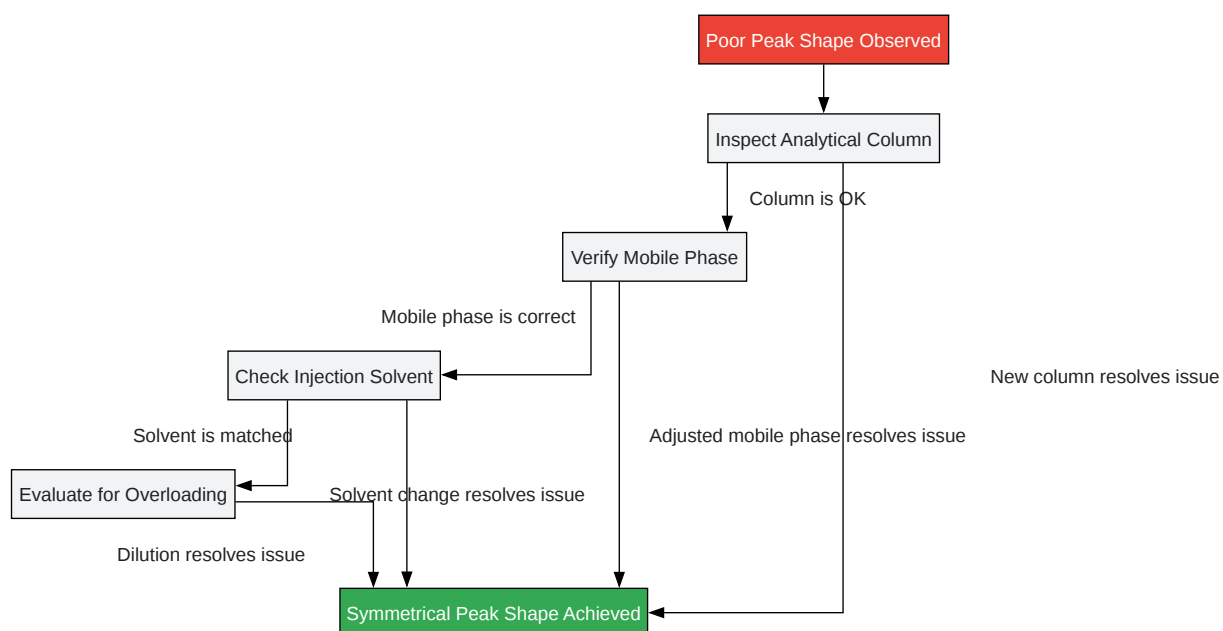 Poor Peak Shape Observed
Inspect Analytical Column
Column is OK
Verify Mobile Phase
Mobile phase is correct
Check Injection Solvent
New column resolves issue
Solvent is matched
Adjusted mobile phase resolves issue
Evaluate for Overloading
Solvent change resolves issue
Dilution resolves issue
Symmetrical Peak Shape Achieved